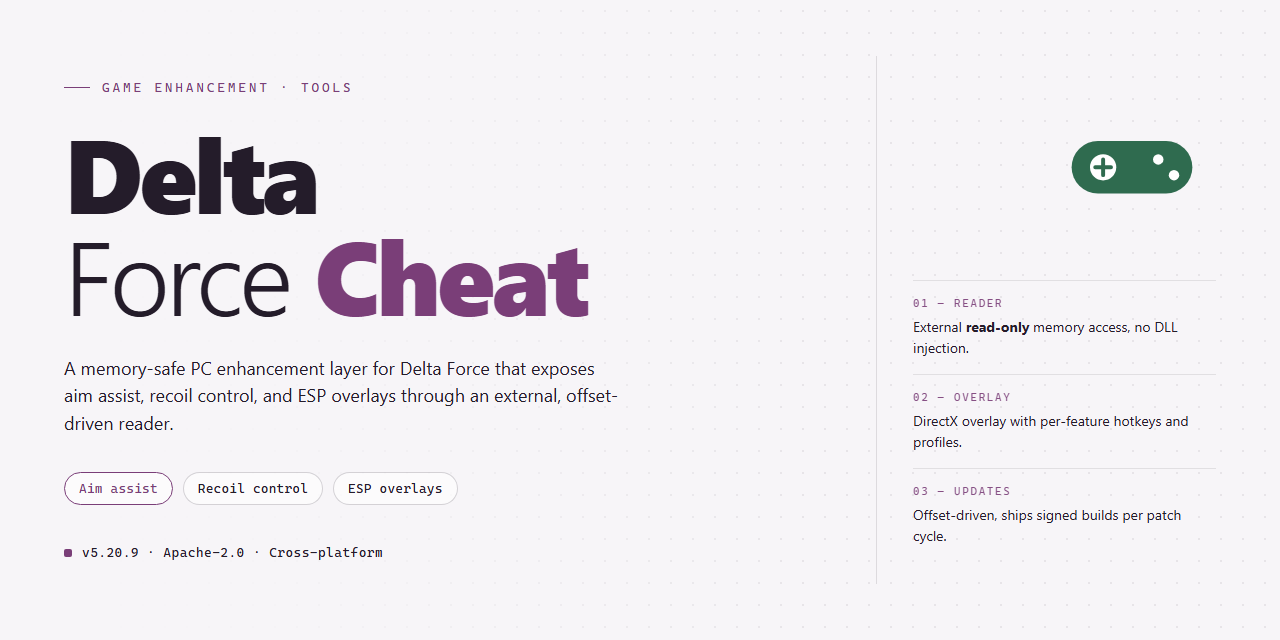 GAME ENHANCEMENT · TOOLS
Delta
Force Cheat
A memory-safe PC enhancement layer for Delta Force that exposes
aim assist, recoil control, and ESP overlays through an external, offset-
driven reader.
Aim assist
Recoil control
ESP overlays
v5.20.9 · Apache-2.0 · Cross-platform
01 — READER
External read-only memory access, no DLL
injection.
02 — OVERLAY
DirectX overlay with per-feature hotkeys and
profiles.
03 — UPDATES
Offset-driven, ships signed builds per patch
cycle.